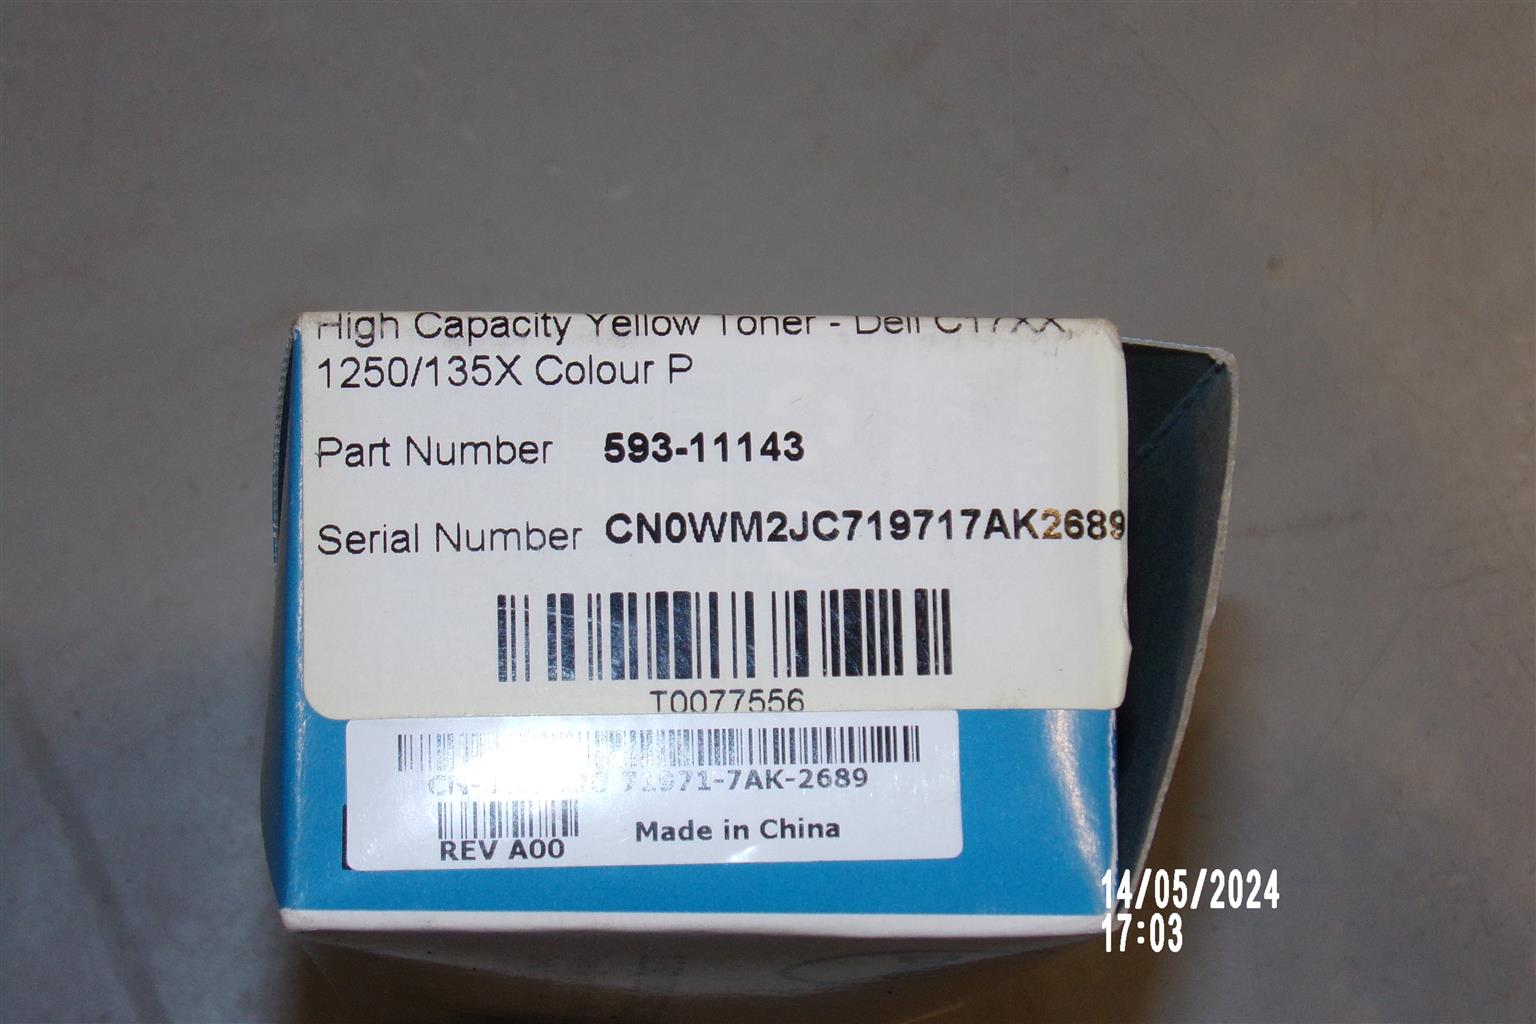 High Capacity Yellow Toner - Dell C17XX,
1250/135X Colour P
Part Number 593-11143
Serial Number CN0WM2JC719717AK2689
T0077556
71971-7AK-2689
REV A00
Made in China
14/05/2024
17:03